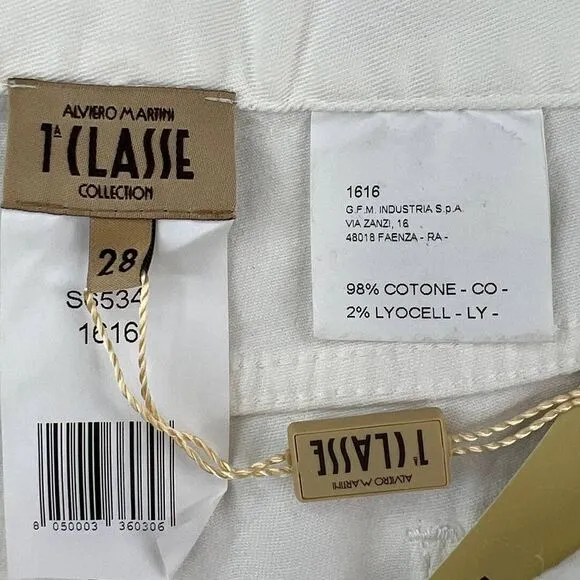 ALVIERO MARTINI
1ᴬ CLASSE
COLLECTION
28
S6534
1616
8 050003 360306
1616
G.F.M. INDUSTRIA S.p.A.
VIA ZANZI, 16
48018 FAENZA - RA -
98% COTONE - CO -
2% LYOCELL - LY -
ALVIERO MARTINI
1ᴬ CLASSE